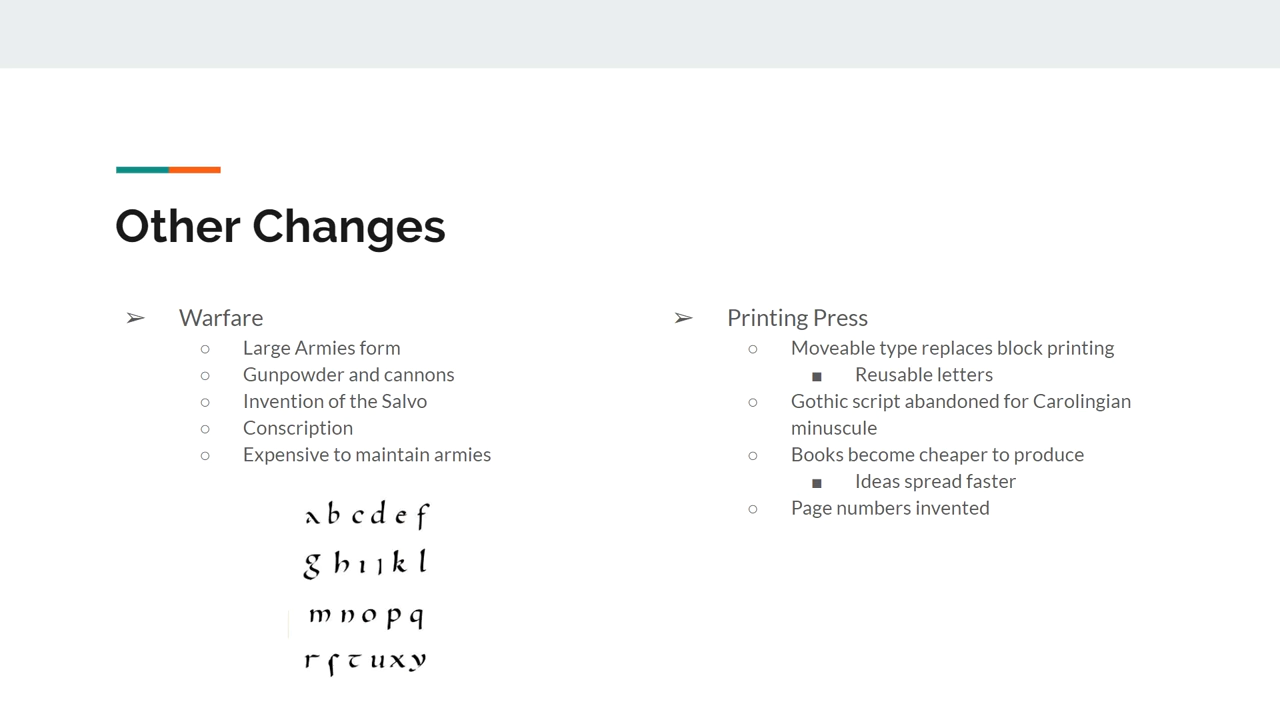 Other Changes
➢ Warfare
○ Large Armies form
○ Gunpowder and cannons
○ Invention of the Salvo
○ Conscription
○ Expensive to maintain armies
a b c d e f
g h ı ȷ k l
m n o p q
r ſ τ u x y
➢ Printing Press
○ Moveable type replaces block printing
■ Reusable letters
○ Gothic script abandoned for Carolingian
minuscule
○ Books become cheaper to produce
■ Ideas spread faster
○ Page numbers invented